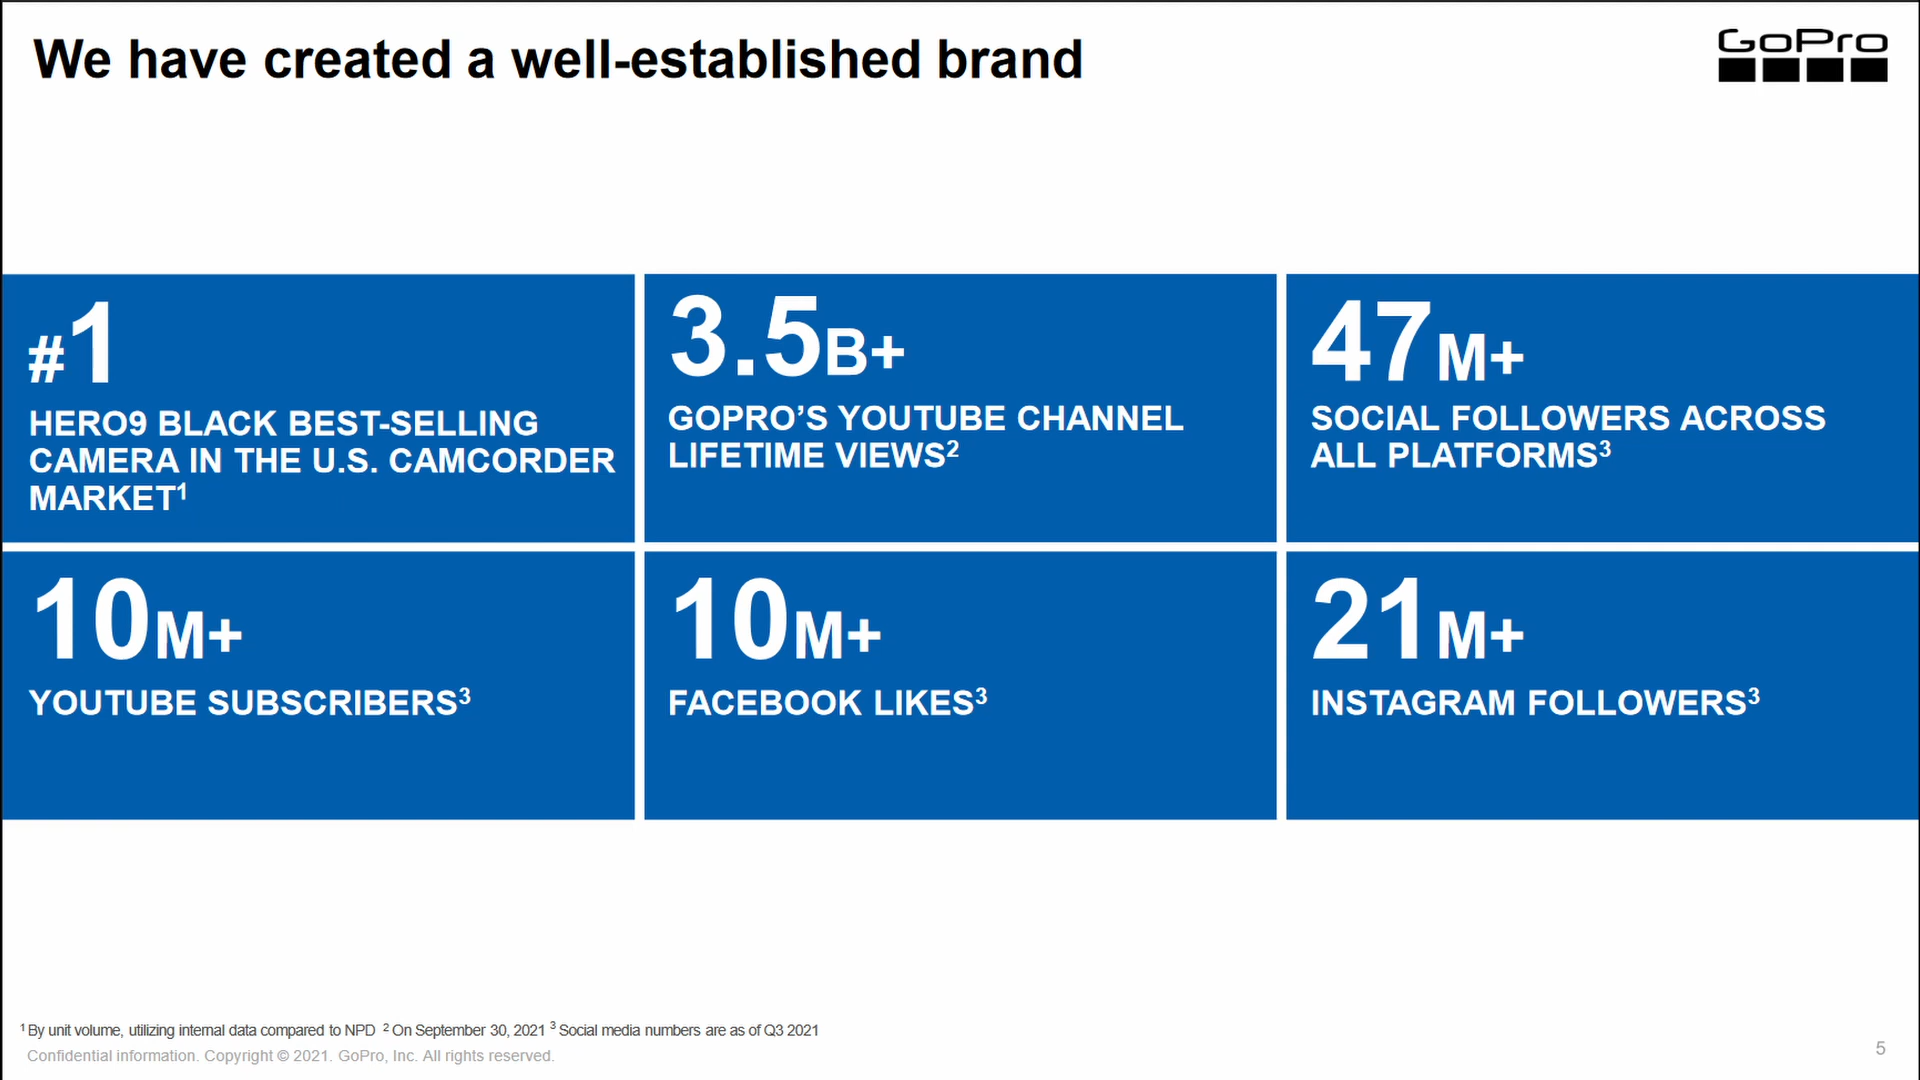 We have created a well-established brand
GoPro
#1
HERO9 BLACK BEST-SELLING
CAMERA IN THE U.S. CAMCORDER
MARKET¹
3.5B+
GOPRO’S YOUTUBE CHANNEL
LIFETIME VIEWS²
47M+
SOCIAL FOLLOWERS ACROSS
ALL PLATFORMS³
10M+
YOUTUBE SUBSCRIBERS³
10M+
FACEBOOK LIKES³
21M+
INSTAGRAM FOLLOWERS³
¹ By unit volume, utilizing internal data compared to NPD ² On September 30, 2021 ³ Social media numbers are as of Q3 2021
Confidential information. Copyright © 2021. GoPro, Inc. All rights reserved.
5